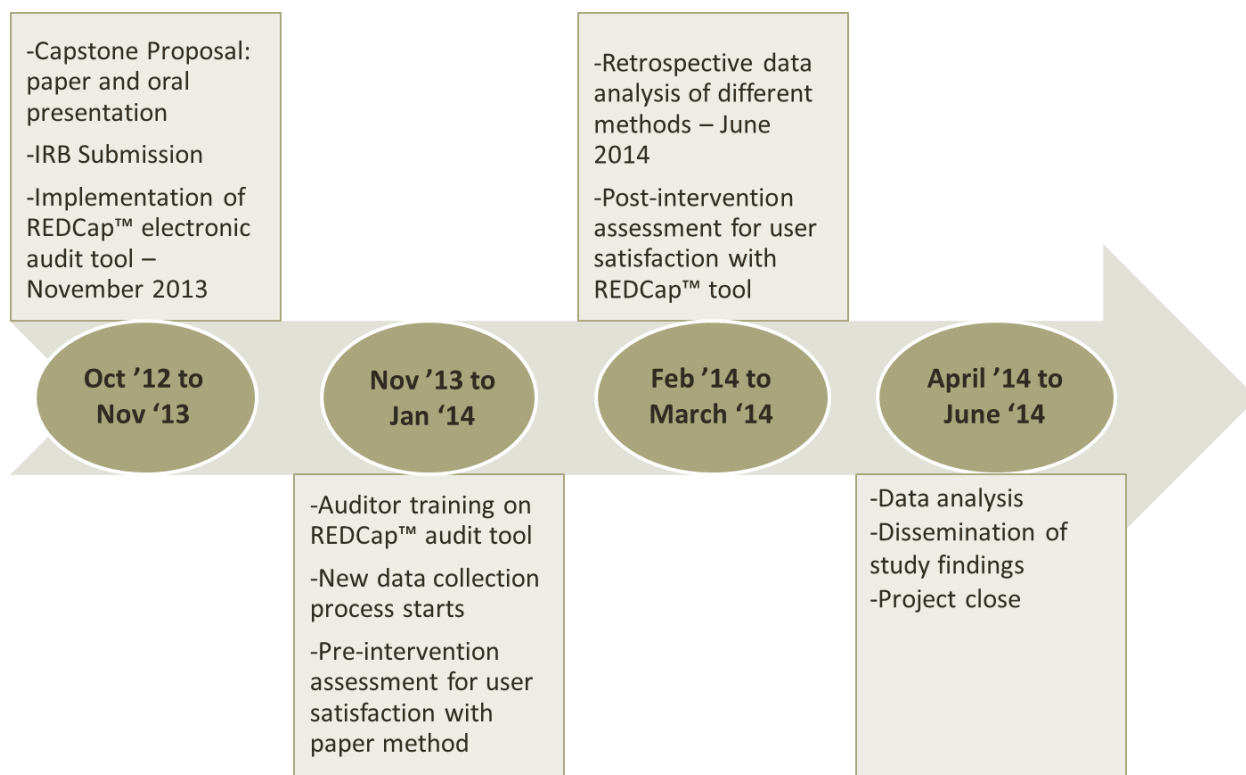 -Capstone Proposal:
paper and oral
presentation
-IRB Submission
-Implementation of
REDCap™ electronic
audit tool –
November 2013
Oct ’12 to
Nov ‘13
Nov ’13 to
Jan ‘14
-Auditor training on
REDCap™ audit tool
-New data collection
process starts
-Pre-intervention
assessment for user
satisfaction with
paper method
-Retrospective data
analysis of different
methods – June
2014
-Post-intervention
assessment for user
satisfaction with
REDCap™ tool
Feb ’14 to
March ‘14
April ’14 to
June ‘14
-Data analysis
-Dissemination of
study findings
-Project close